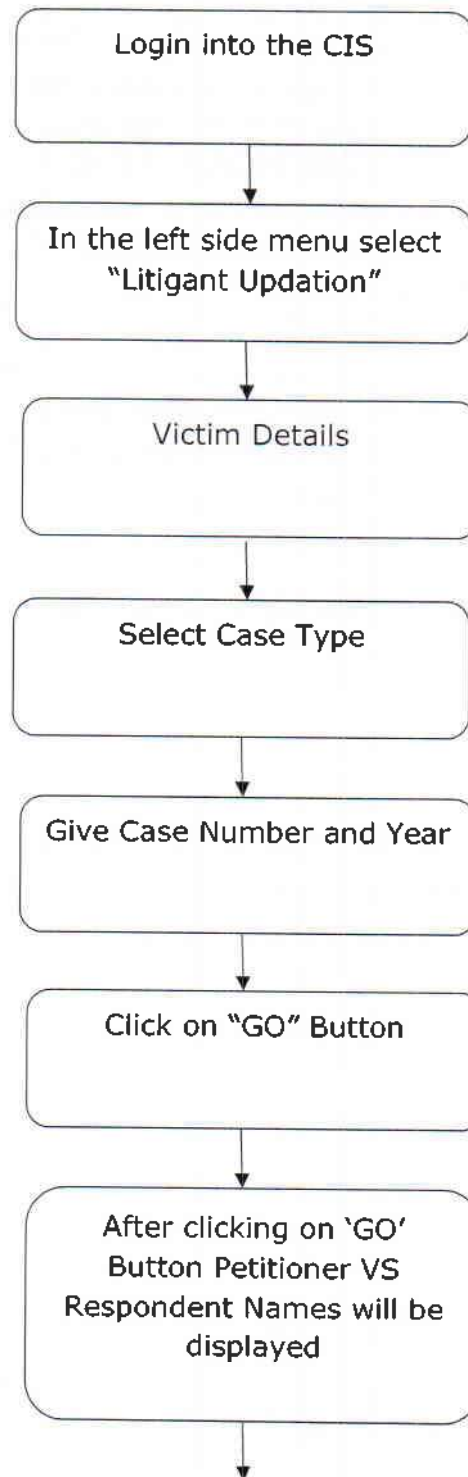 Login into the CIS
In the left side menu select
“Litigant Updation”
Victim Details
Select Case Type
Give Case Number and Year
Click on “GO” Button
After clicking on ‘GO’
Button Petitioner VS
Respondent Names will be
displayed